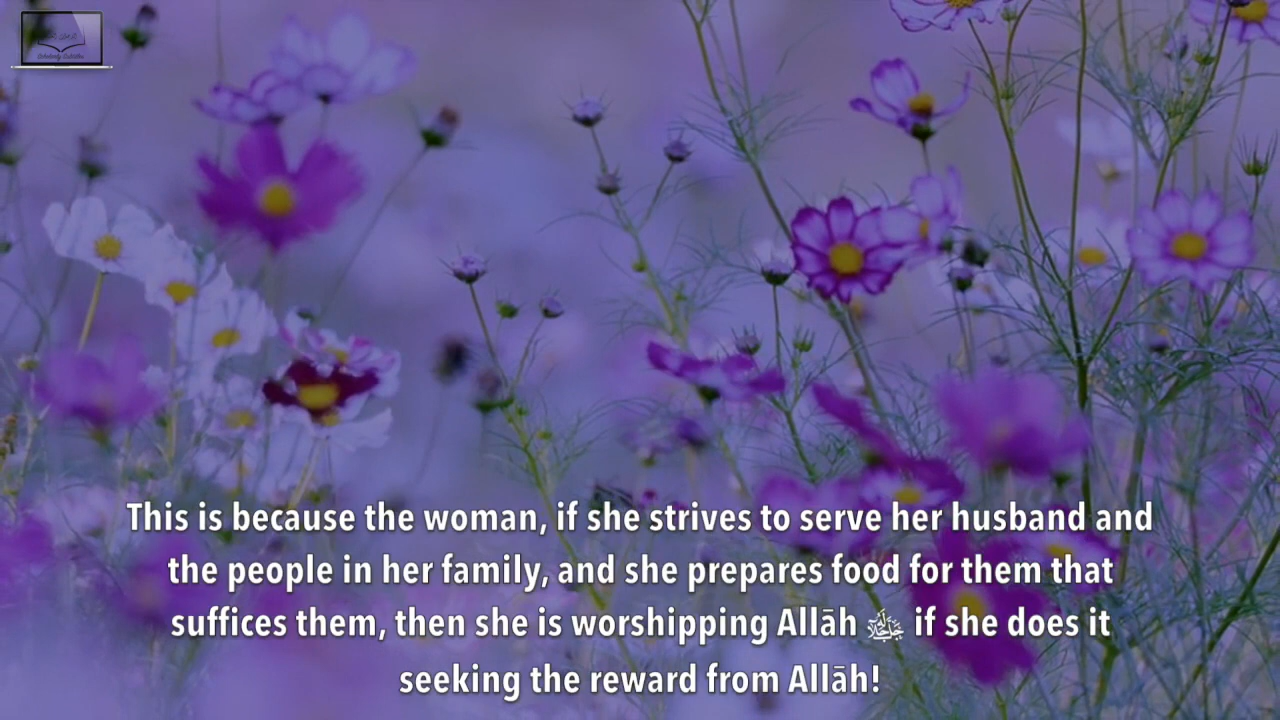 This is because the woman, if she strives to serve her husband and
the people in her family, and she prepares food for them that
suffices them, then she is worshipping Allāh ﷻ if she does it
seeking the reward from Allāh!